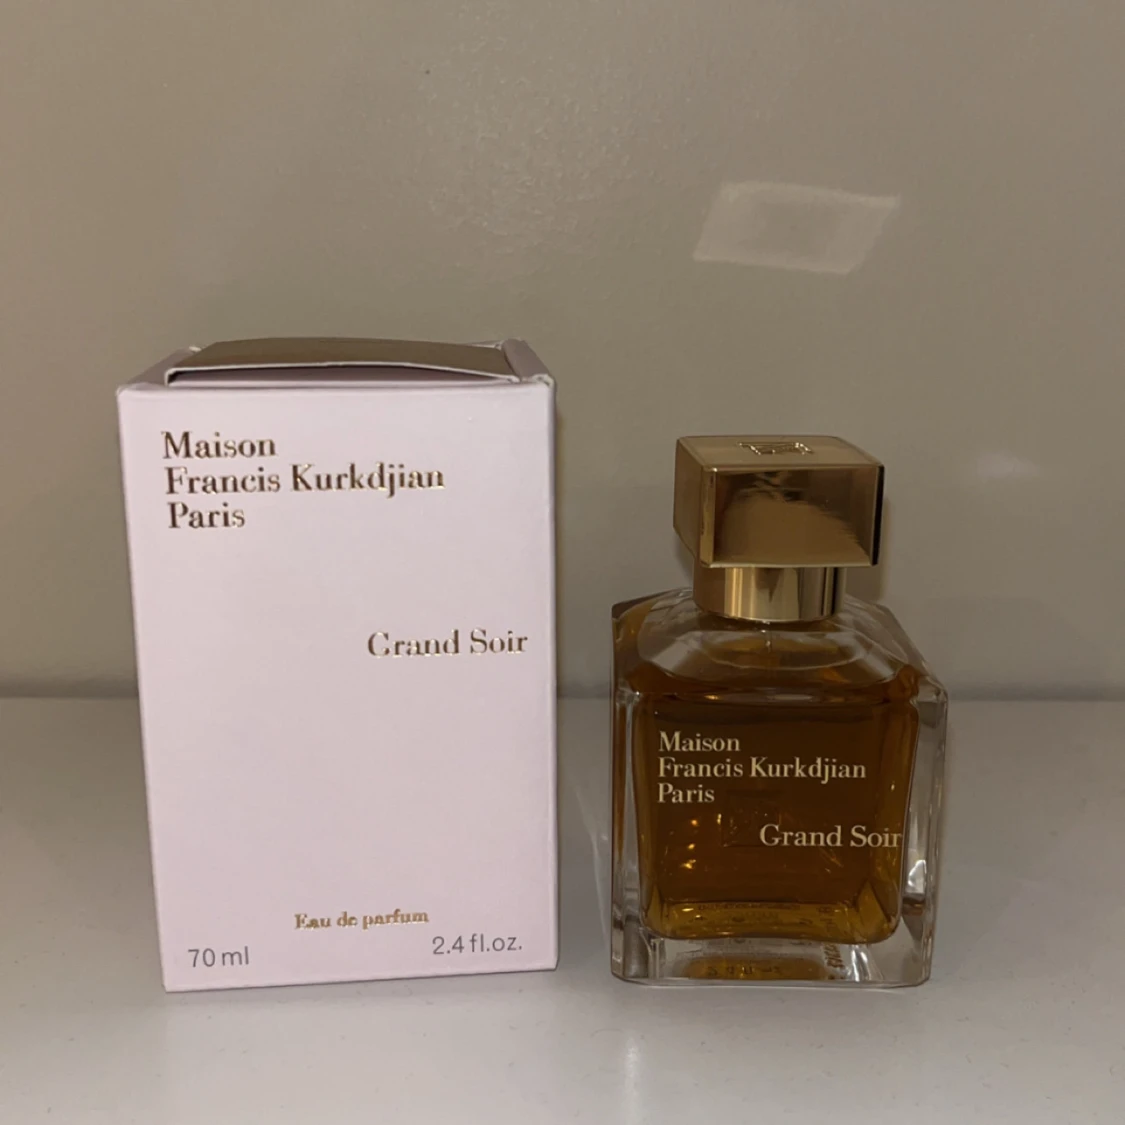 Maison
Francis Kurkdjian
Paris
Grand Soir
Eau de parfum
70 ml
2.4 fl.oz.
Maison
Francis Kurkdjian
Paris
Grand Soir